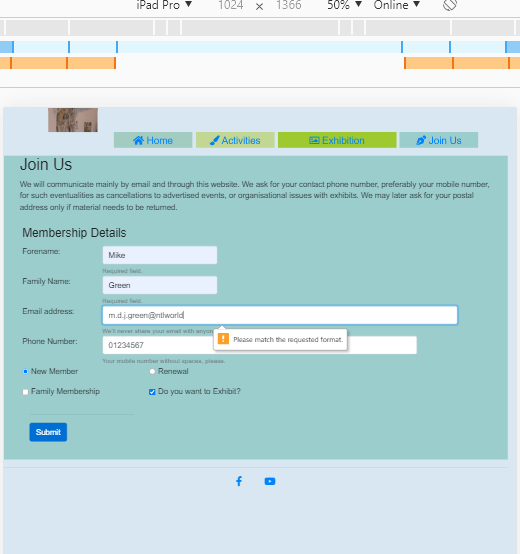 iPad Pro ▼ 1024 × 1366 50% ▼ Online ▼
Home Activities Exhibition Join Us
Join Us
We will communicate mainly by email and through this website. We ask for your contact phone number, preferably your mobile number,
for such eventualities as cancellations to advertised events, or organisational issues with exhibits. We may later ask for your postal
address only if material needs to be returned.
Membership Details
Forename: Mike
Required field.
Family Name: Green
Required field.
Email address: m.d.j.green@ntlworld
We'll never share your email with anyon
Please match the requested format.
Phone Number: 01234567
Your mobile number without spaces, please.
New Member Renewal
Family Membership Do you want to Exhibit?
Submit